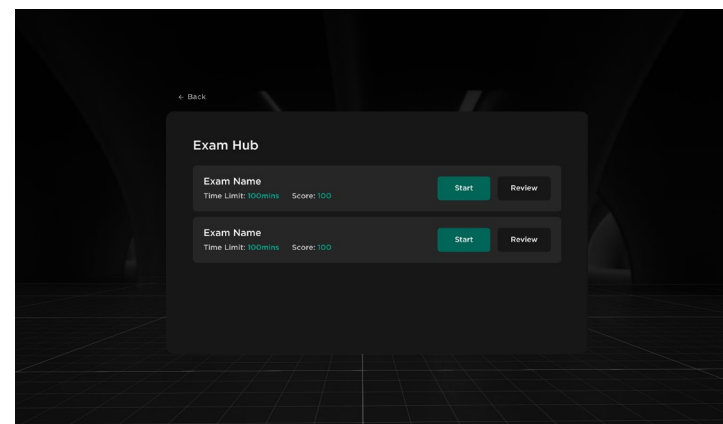 ← Back
Exam Hub
Exam Name
Time Limit: 100mins Score: 100
Start Review
Exam Name
Time Limit: 100mins Score: 100
Start Review